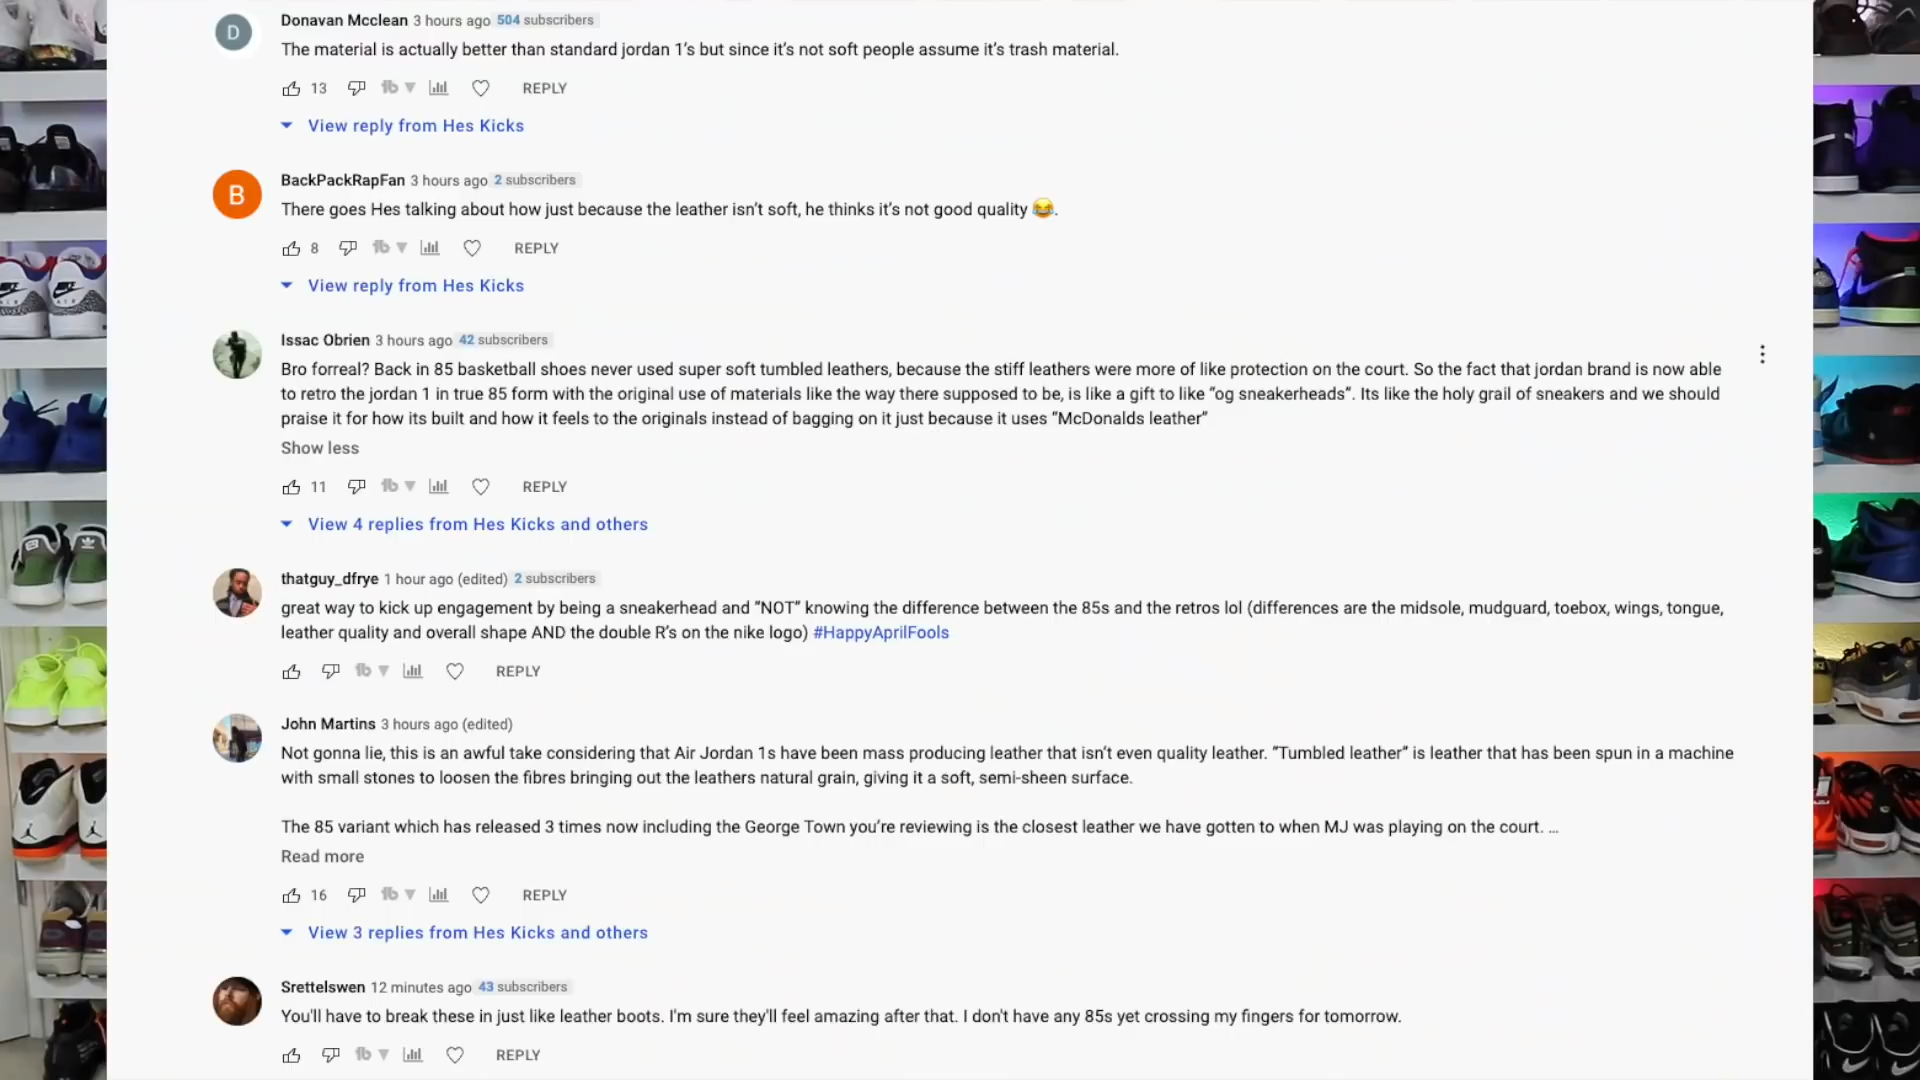 Donavan Mcclean 3 hours ago 504 subscribers
The material is actually better than standard jordan 1’s but since it’s not soft people assume it’s trash material.
13 REPLY
View reply from Hes Kicks
B
BackPackRapFan 3 hours ago 2 subscribers
There goes Hes talking about how just because the leather isn’t soft, he thinks it’s not good quality 😂.
8 REPLY
View reply from Hes Kicks
Issac Obrien 3 hours ago 42 subscribers
Bro forreal? Back in 85 basketball shoes never used super soft tumbled leathers, because the stiff leathers were more of like protection on the court. So the fact that jordan brand is now able
to retro the jordan 1 in true 85 form with the original use of materials like the way there supposed to be, is like a gift to like “og sneakerheads”. Its like the holy grail of sneakers and we should
praise it for how its built and how it feels to the originals instead of bagging on it just because it uses “McDonalds leather”
Show less
11 REPLY
View 4 replies from Hes Kicks and others
thatguy_dfrye 1 hour ago (edited) 2 subscribers
great way to kick up engagement by being a sneakerhead and “NOT” knowing the difference between the 85s and the retros lol (differences are the midsole, mudguard, toebox, wings, tongue,
leather quality and overall shape AND the double R’s on the nike logo) #HappyAprilFools
REPLY
John Martins 3 hours ago (edited)
Not gonna lie, this is an awful take considering that Air Jordan 1s have been mass producing leather that isn’t even quality leather. “Tumbled leather” is leather that has been spun in a machine
with small stones to loosen the fibres bringing out the leathers natural grain, giving it a soft, semi-sheen surface.
The 85 variant which has released 3 times now including the George Town you’re reviewing is the closest leather we have gotten to when MJ was playing on the court. ...
Read more
16 REPLY
View 3 replies from Hes Kicks and others
Srettelswen 12 minutes ago 43 subscribers
You'll have to break these in just like leather boots. I'm sure they'll feel amazing after that. I don't have any 85s yet crossing my fingers for tomorrow.
REPLY